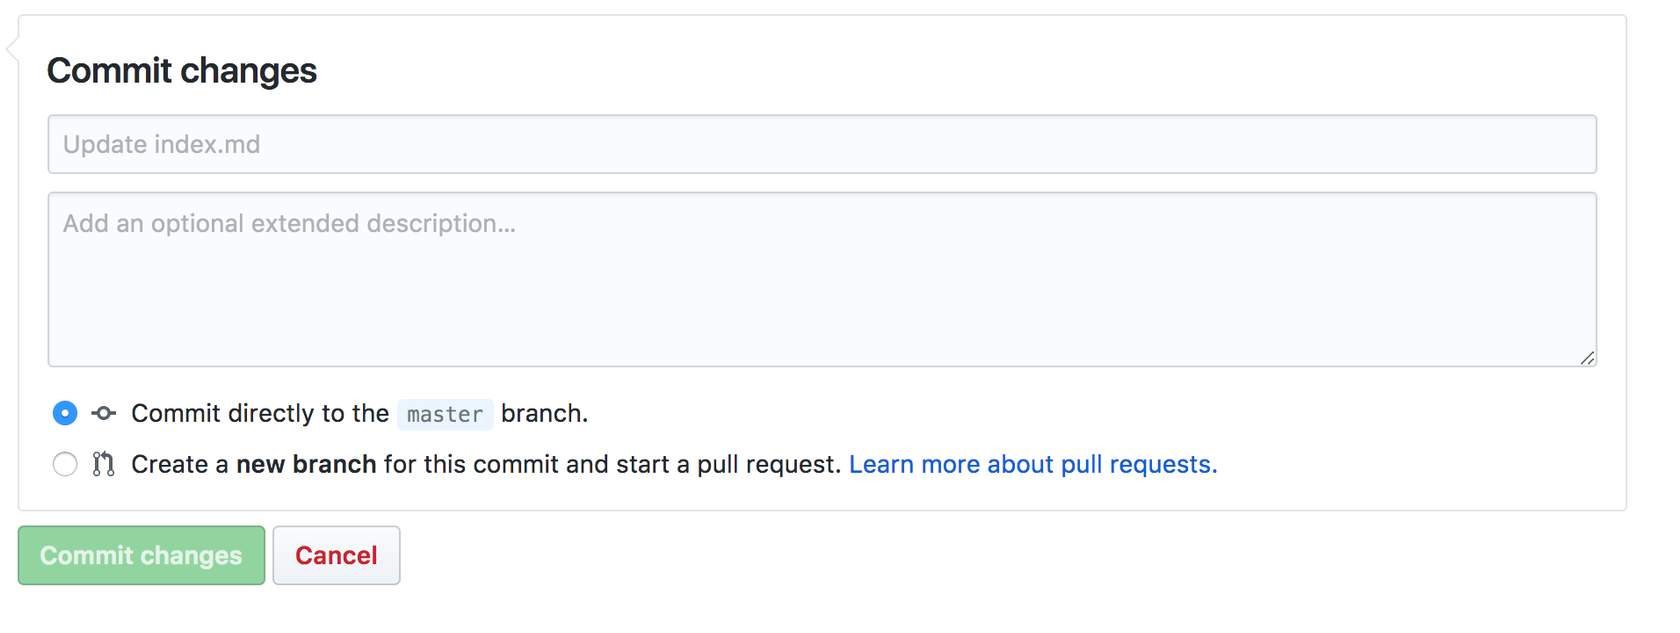 Commit changes
Update index.md
Add an optional extended description...
Commit directly to the master branch.
Create a new branch for this commit and start a pull request. Learn more about pull requests.
Commit changes Cancel